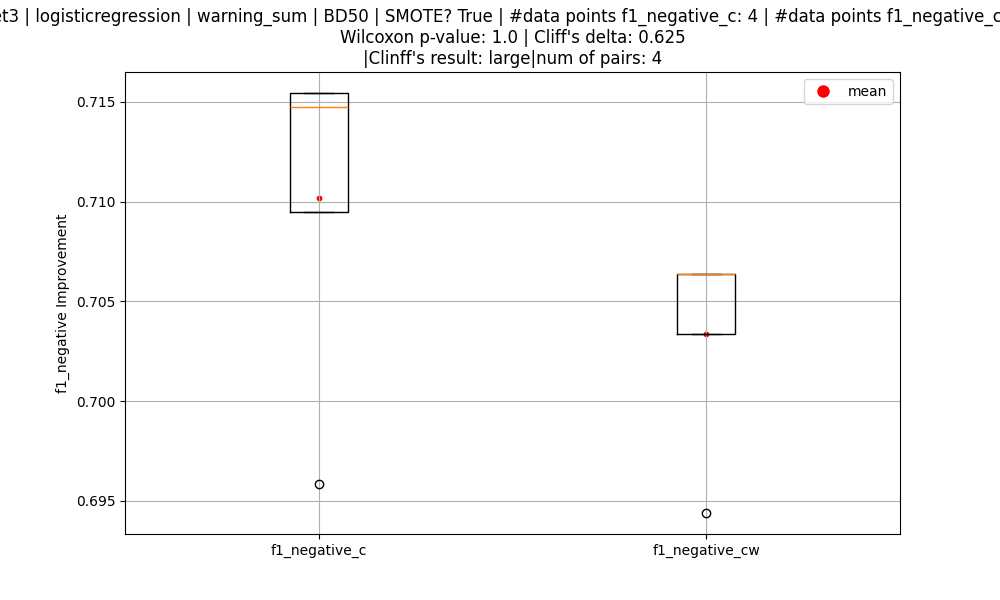 | logisticregression | warning_sum | BD50 | SMOTE? True | #data points f1_negative_c: 4 | #data points
Wilcoxon p-value: 1.0 | Cliff's delta: 0.625
|Clinff's result: large|num of pairs: 4
mean
0.715
0.710
0.705
0.700
0.695
f1_negative Improvement
f1_negative_c
f1_negative_cw